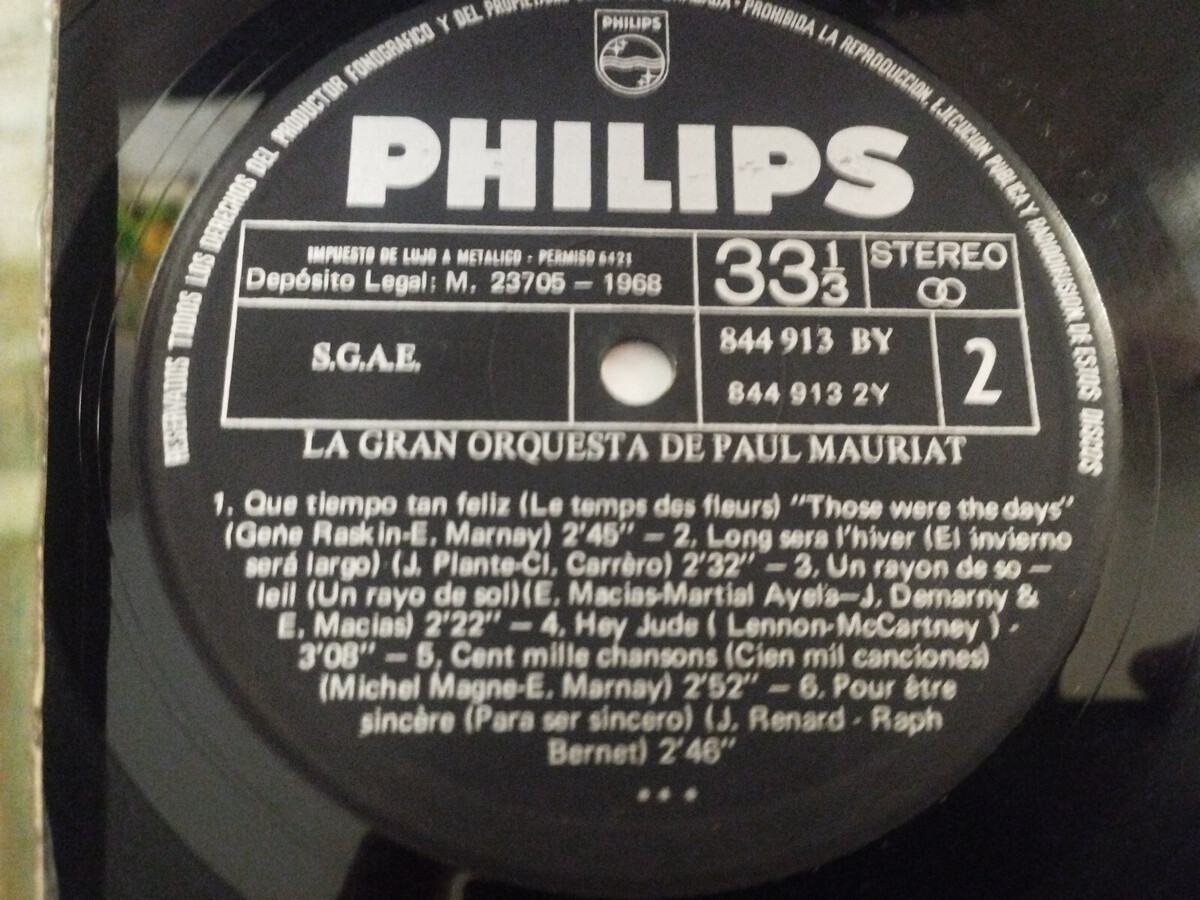 RESERVADOS TODOS LOS DERECHOS DEL PRODUCTOR FONOGRAFICO Y DEL PROPIETARIO
PROHIBIDA LA REPRODUCCION, EJECUCION PUBLICA Y RADIODIFUSION DE ESTOS DISCOS
PHILIPS
PHILIPS
IMPUESTO DE LUJO A METALICO - PERMISO 6421
Depósito Legal: M. 23705 - 1968
33 1/3
STEREO
S.G.A.E.
844 913 BY
844 913 2Y
2
LA GRAN ORQUESTA DE PAUL MAURIAT
1. Que tiempo tan feliz (Le temps des fleurs) "Those were the days"
(Gene Raskin-E. Marnay) 2'45" - 2. Long sera l'hiver (El invierno
será largo) (J. Plante-Cl. Carrèro) 2'32" - 3. Un rayon de so -
leil (Un rayo de sol)(E. Macias-Martial Ayela-J. Demarny &
E. Macias) 2'22" - 4. Hey Jude ( Lennon-McCartney ) -
3'08" - 5. Cent mille chansons (Cien mil canciones)
(Michel Magne-E. Marnay) 2'52" - 6. Pour être
sincère (Para ser sincero) (J. Renard - Raph
Bernet) 2'46"
* * *